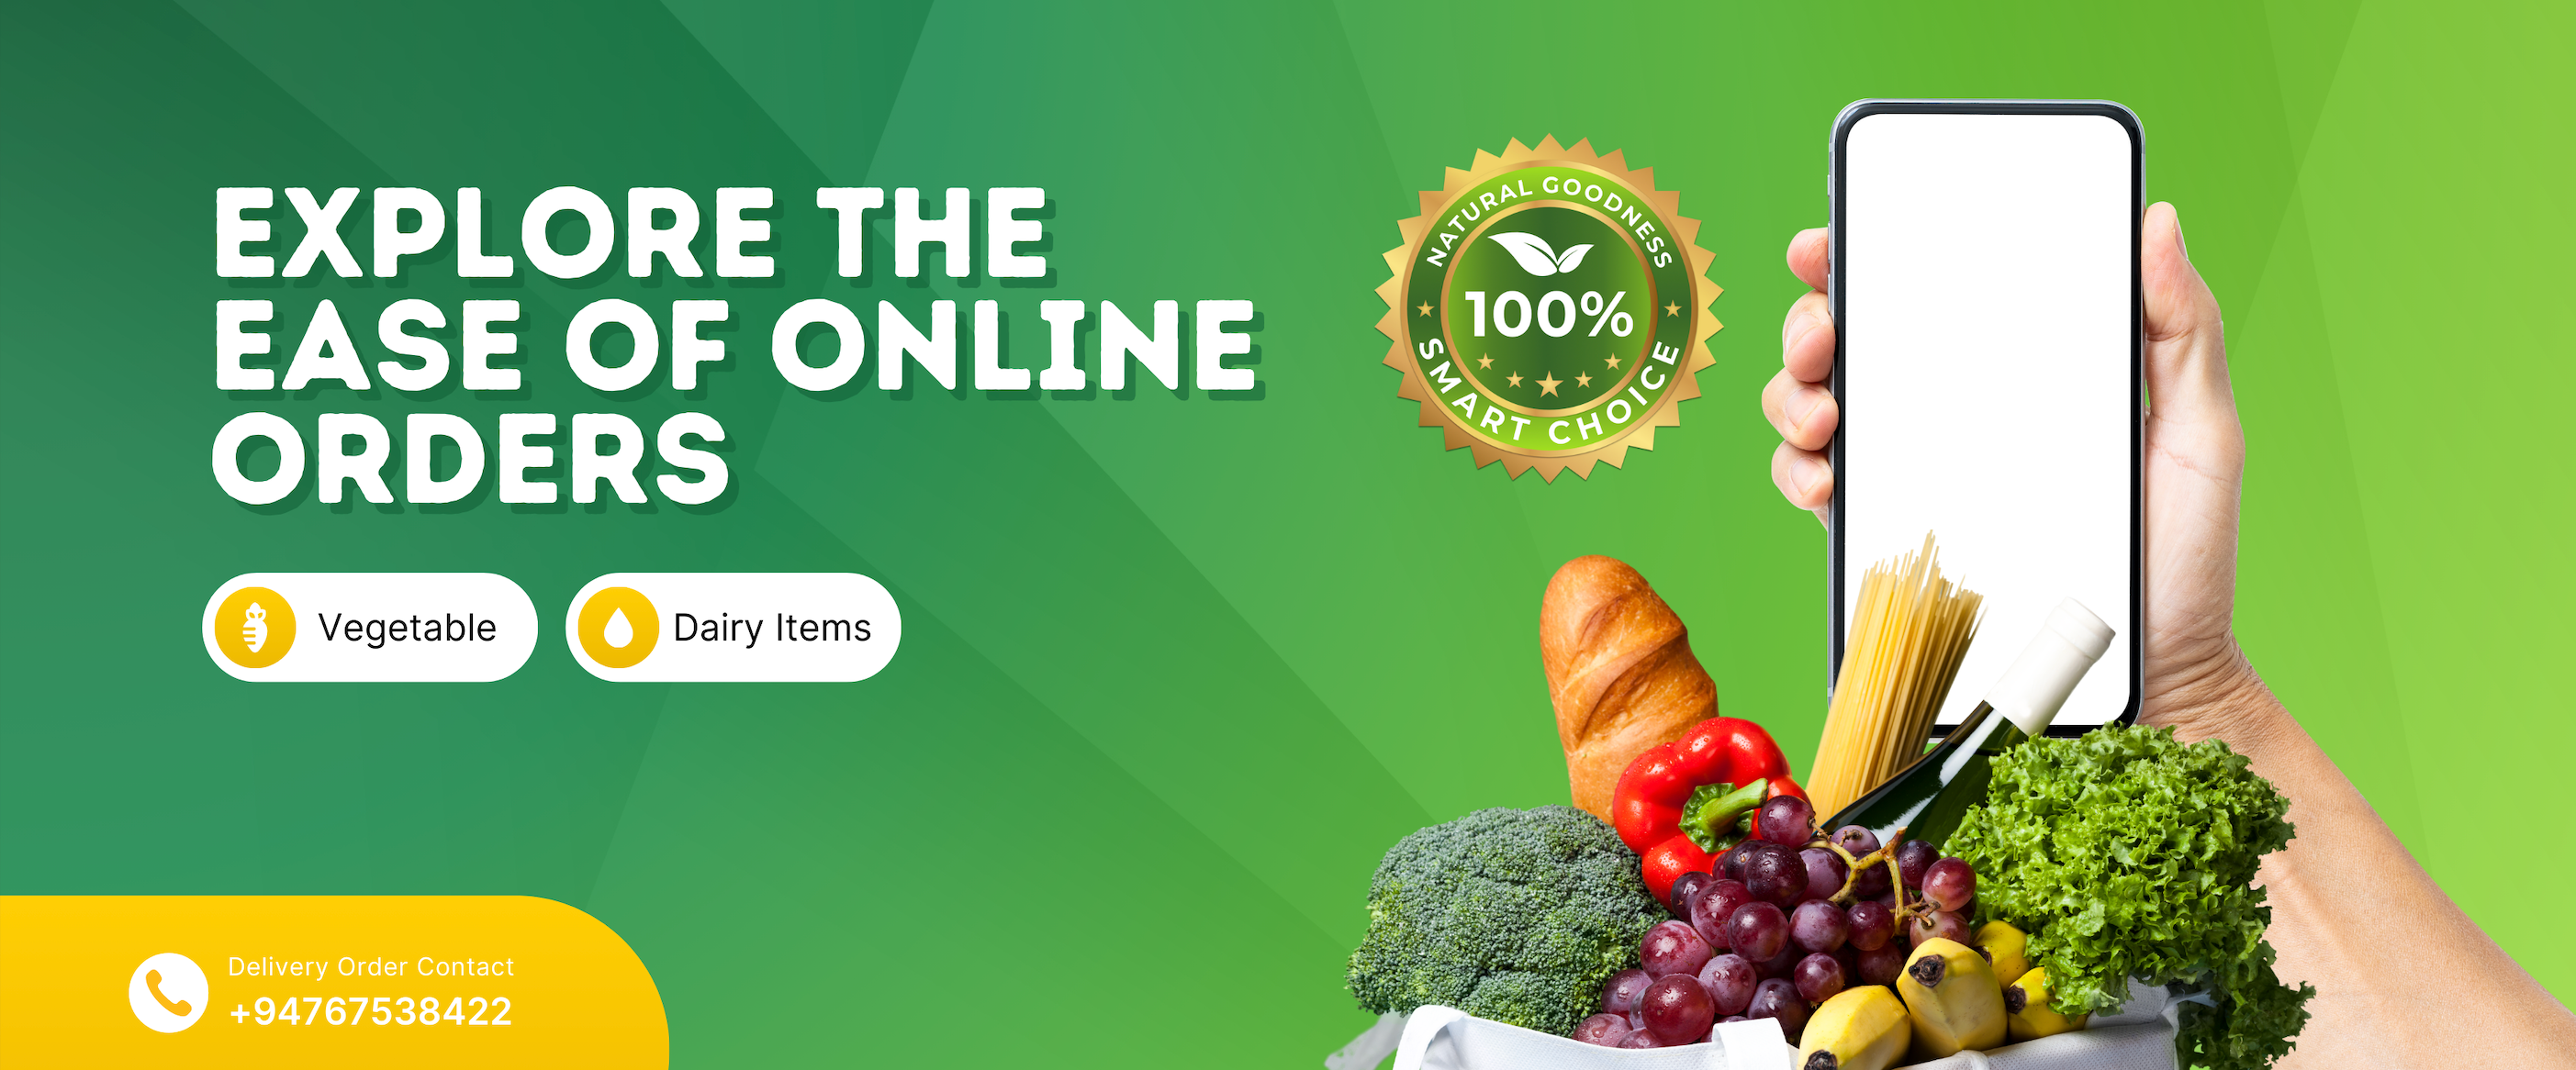 EXPLORE THE
EASE OF ONLINE
ORDERS
Vegetable
Dairy Items
NATURAL GOODNESS
100%
SMART CHOICE
Delivery Order Contact
+94767538422